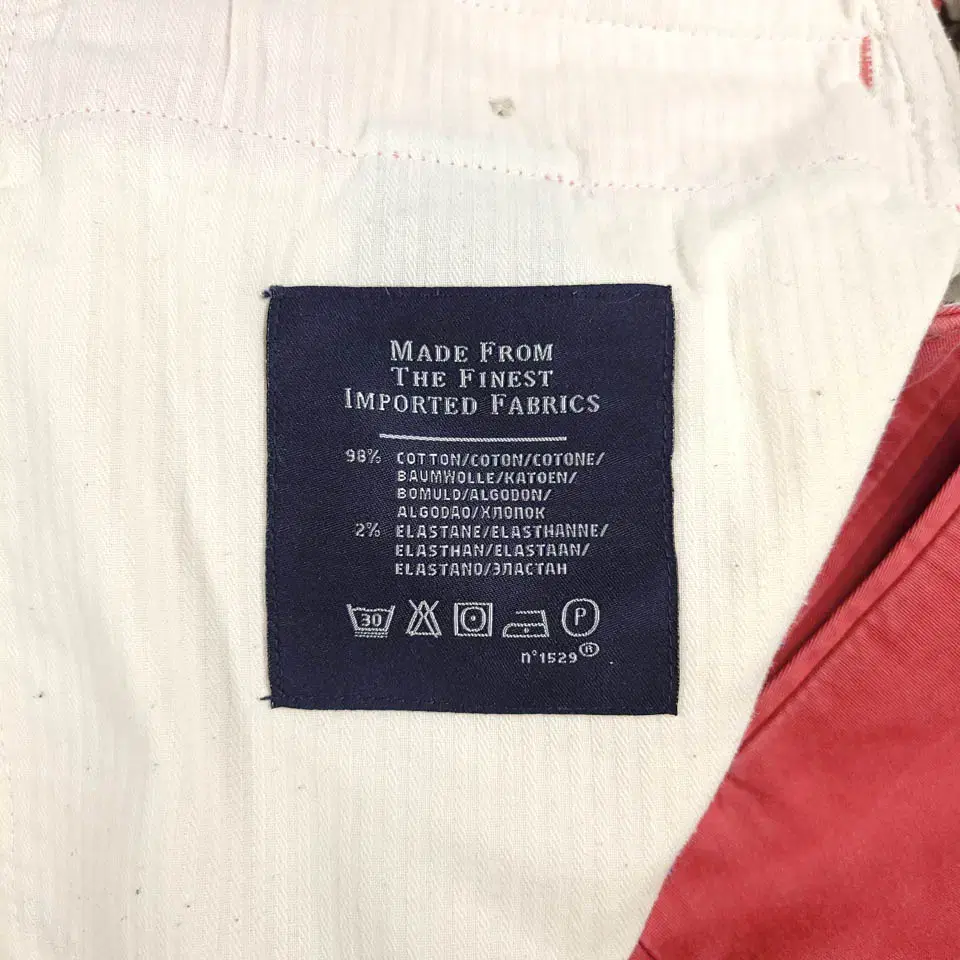 MADE FROM
THE FINEST
IMPORTED FABRICS
98% COTTON/COTON/COTONE/
BAUMWOLLE/KATOEN/
BOMULD/ALGODON/
ALGODAO/ХЛОПОК
2% ELASTANE/ELASTHANNE/
ELASTHAN/ELASTAAN/
ELASTANO/ЭЛАСТАН
30 P
n°1529®